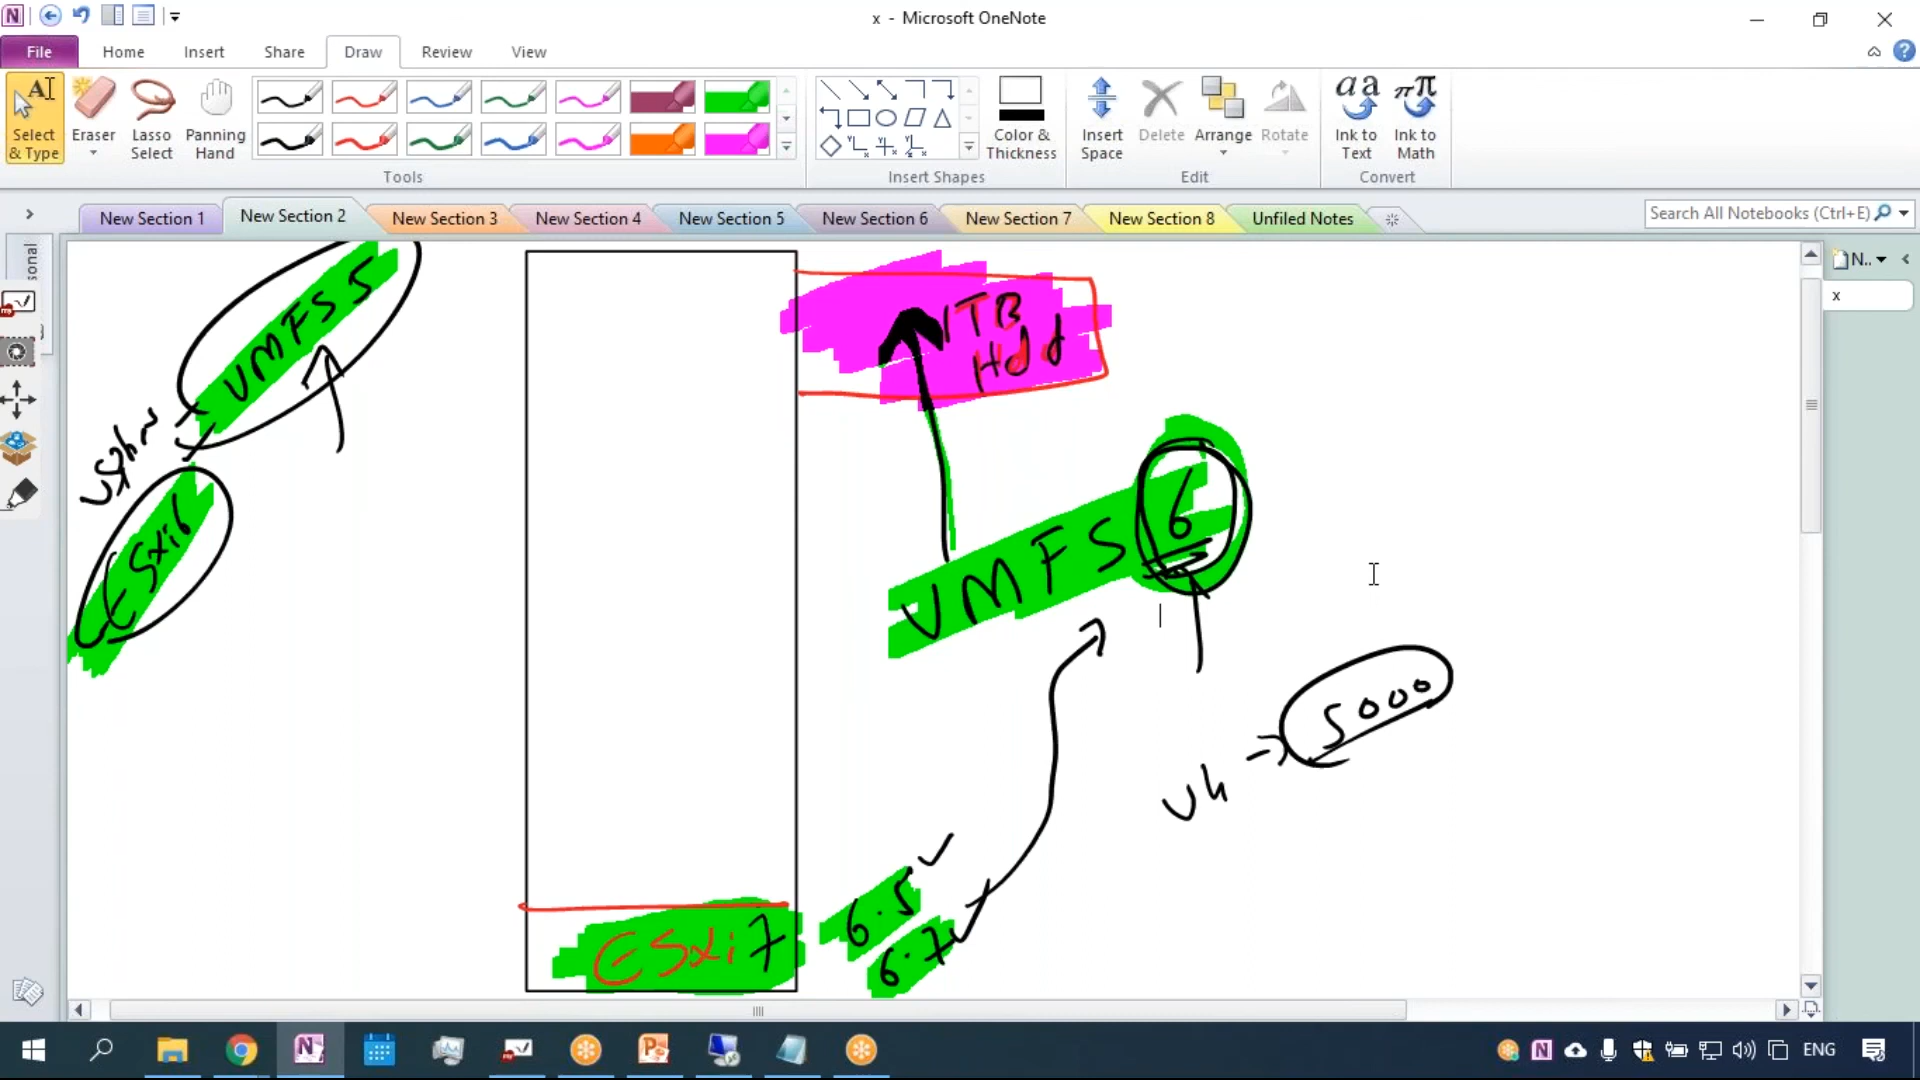 x - Microsoft OneNote
File
Home
Insert
Share
Draw
Review
View
Select
& Type
Eraser
Lasso
Select
Panning
Hand
Color &
Thickness
Insert
Space
Delete
Arrange
Rotate
Ink to
Text
Ink to
Math
Tools
Insert Shapes
Edit
Convert
New Section 1
New Section 2
New Section 3
New Section 4
New Section 5
New Section 6
New Section 7
New Section 8
Unfiled Notes
Search All Notebooks (Ctrl+E)
sonal
N..
x
VMFS 5
ESxi6
1TB
Hdd
VMFS 6
5000
6.5
6.7
ESxi 7
ENG